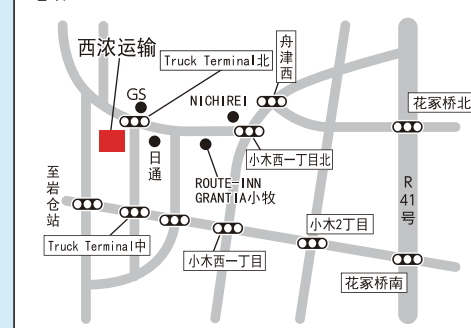 西浓运输
Truck Terminal北
舟津西
GS
NICHIREI
花冢桥北
日通
小木西一丁目北
至岩仓站
ROUTE-INN
GRANTIA小牧
R41号
Truck Terminal中
小木西一丁目
小木2丁目
花冢桥南